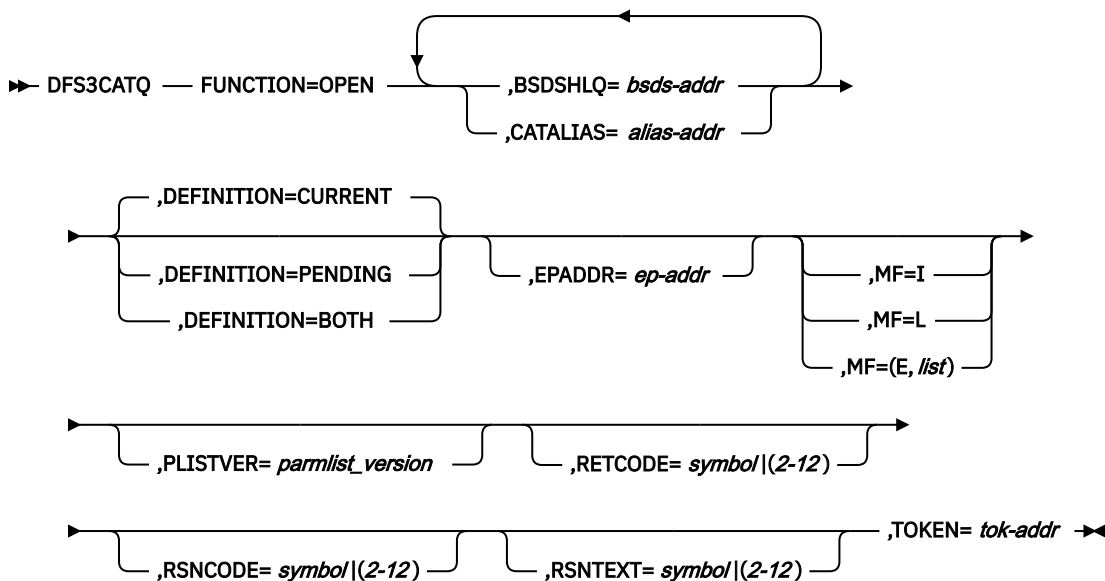 DFS3CATQ FUNCTION=OPEN ,BSDSHLQ= bsds-addr
,CATALIAS= alias-addr
,DEFINITION=CURRENT
,DEFINITION=PENDING
,DEFINITION=BOTH
,EPADDR= ep-addr
,MF=I
,MF=L
,MF=(E, list)
,PLISTVER= parmlist_version
,RETCODE= symbol|(2-12)
,RSNCODE= symbol|(2-12)
,RSNTEXT= symbol|(2-12)
,TOKEN= tok-addr